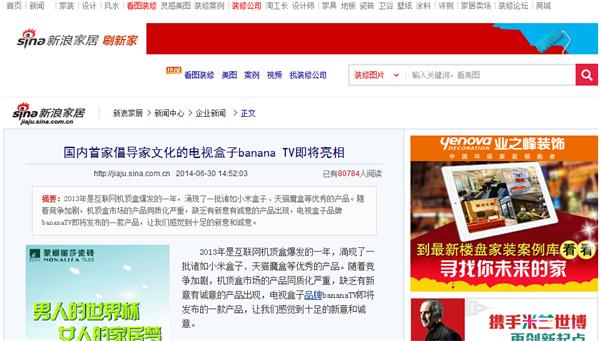 首页 新闻 家装 设计 风水 看图装修 灵感美图 装修案例 装修公司 淘工长 设计师 家具 地板 瓷砖 卫浴 壁纸 涂料 评测 家居卖场 装修论坛 商城
sina 新浪家居 刷新家
看图装修 美图 案例 视频 找装修公司
装修图片 输入关键词,看美图
sina 新浪家居 jiaju.sina.com.cn
新浪家居 > 新闻中心 > 企业新闻 > 正文
国内首家倡导家文化的电视盒子banana TV即将亮相
http://jiaju.sina.com.cn 2014-06-30 14:52:03 已有80784人阅读
摘要:2013年是互联网机顶盒爆发的一年,涌现了一批诸如小米盒子、天猫魔盒等优秀的产品。随
着竞争加剧,机顶盒市场的产品同质化严重,缺乏有新意有诚意的产品出现,电视盒子品牌
bananaTV即将发布的一款产品,让我们感觉到十足的新意和诚意。
2013年是互联网机顶盒爆发的一年,涌现了一
批诸如小米盒子、天猫魔盒等优秀的产品。随着竞
争加剧,机顶盒市场的产品同质化严重,缺乏有新
意有诚意的产品出现,电视盒子品牌bananaTV即将
发布的一款产品,让我们感觉到十足的新意和诚
意。
蒙娜丽莎瓷砖
MONALISA TILES
男人的世界杯
女人的家居梦
yenova 业之峰装饰
DECORATION
中国环保家装领跑者
到最新楼盘家装案例库看看
寻找你未来的家
携手米兰世博
再创新起点